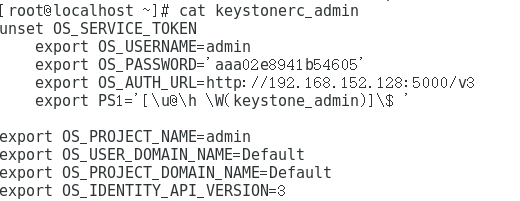 [root@localhost ~]# cat keystonerc_admin
unset OS_SERVICE_TOKEN
    export OS_USERNAME=admin
    export OS_PASSWORD='aaa02e8941b54605'
    export OS_AUTH_URL=http://192.168.152.128:5000/v3
    export PS1='[\u@\h \W(keystone_admin)]\$ '

export OS_PROJECT_NAME=admin
export OS_USER_DOMAIN_NAME=Default
export OS_PROJECT_DOMAIN_NAME=Default
export OS_IDENTITY_API_VERSION=3